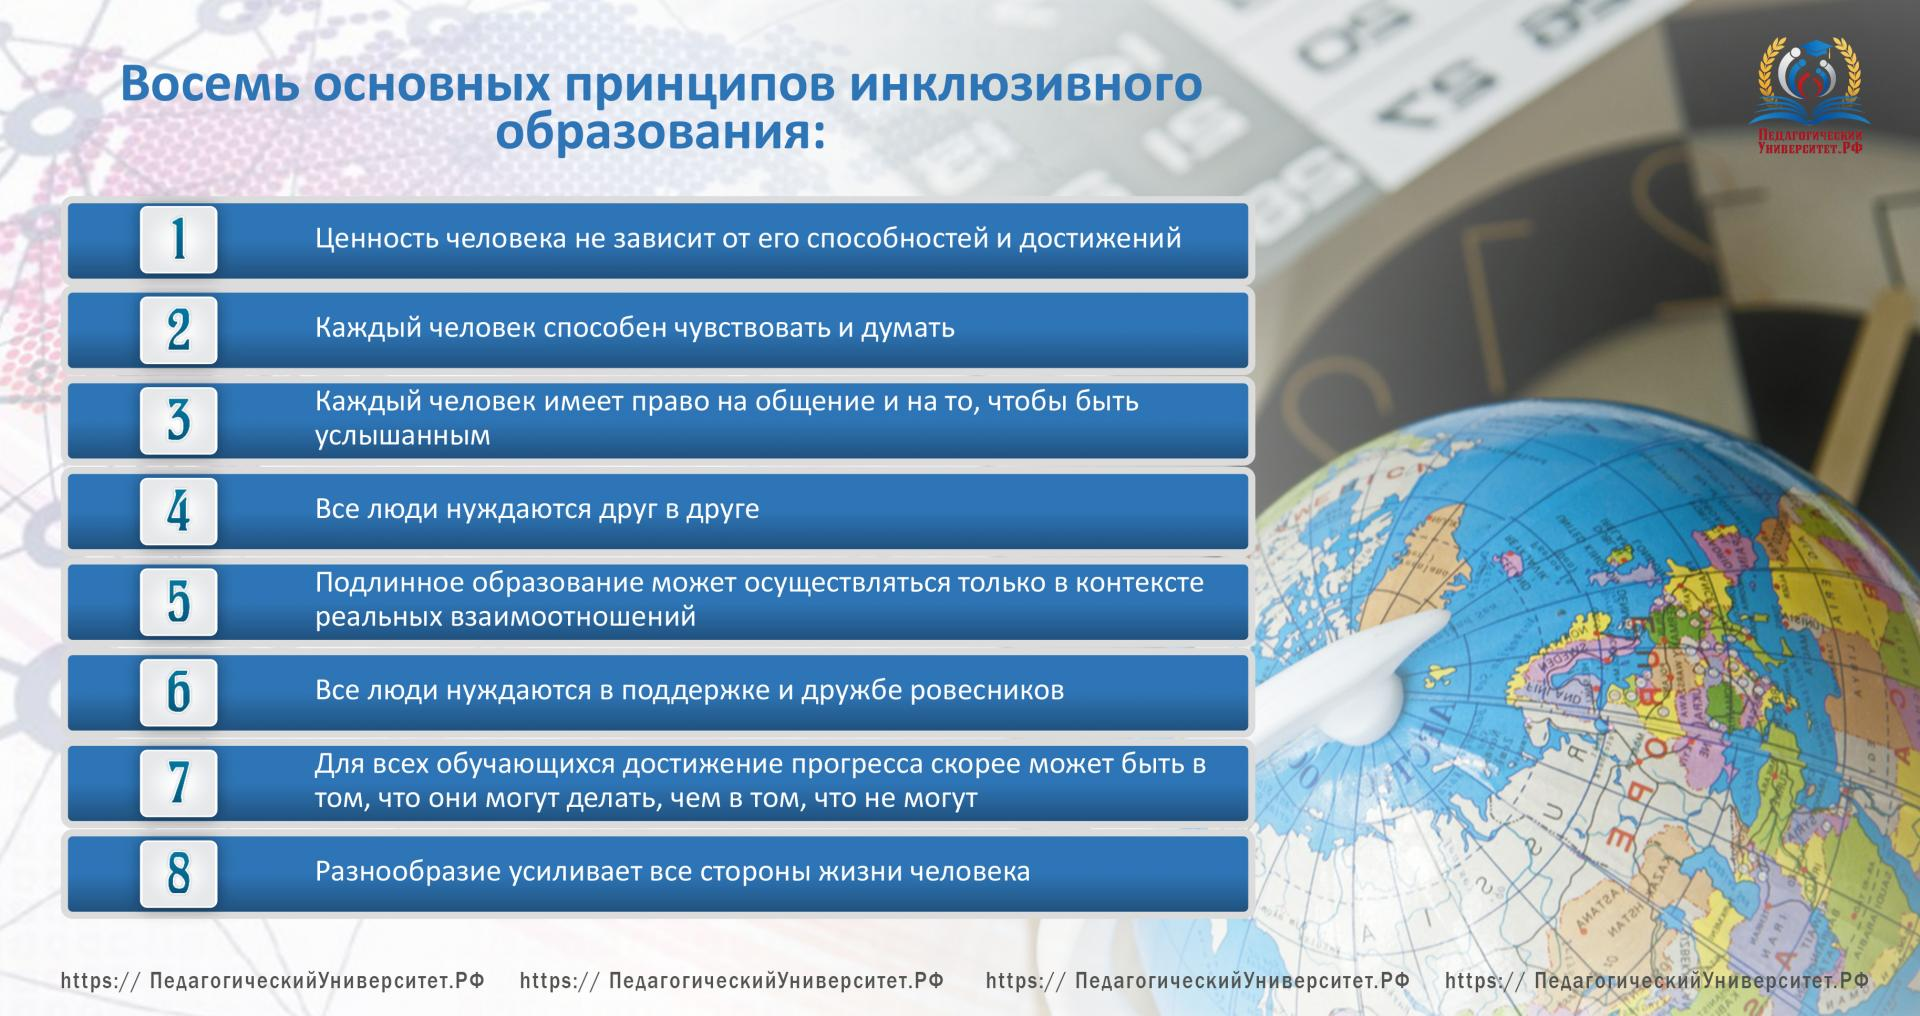 Восемь основных принципов инклюзивного
образования:
Педагогический
Университет.РФ
1
Ценность человека не зависит от его способностей и достижений
2
Каждый человек способен чувствовать и думать
3
Каждый человек имеет право на общение и на то, чтобы быть
услышанным
4
Все люди нуждаются друг в друге
5
Подлинное образование может осуществляться только в контексте
реальных взаимоотношений
6
Все люди нуждаются в поддержке и дружбе ровесников
7
Для всех обучающихся достижение прогресса скорее может быть в
том, что они могут делать, чем в том, что не могут
8
Разнообразие усиливает все стороны жизни человека
https:// ПедагогическийУниверситет.РФ https:// ПедагогическийУниверситет.РФ https:// ПедагогическийУниверситет.РФ https:// ПедагогическийУниверситет.РФ